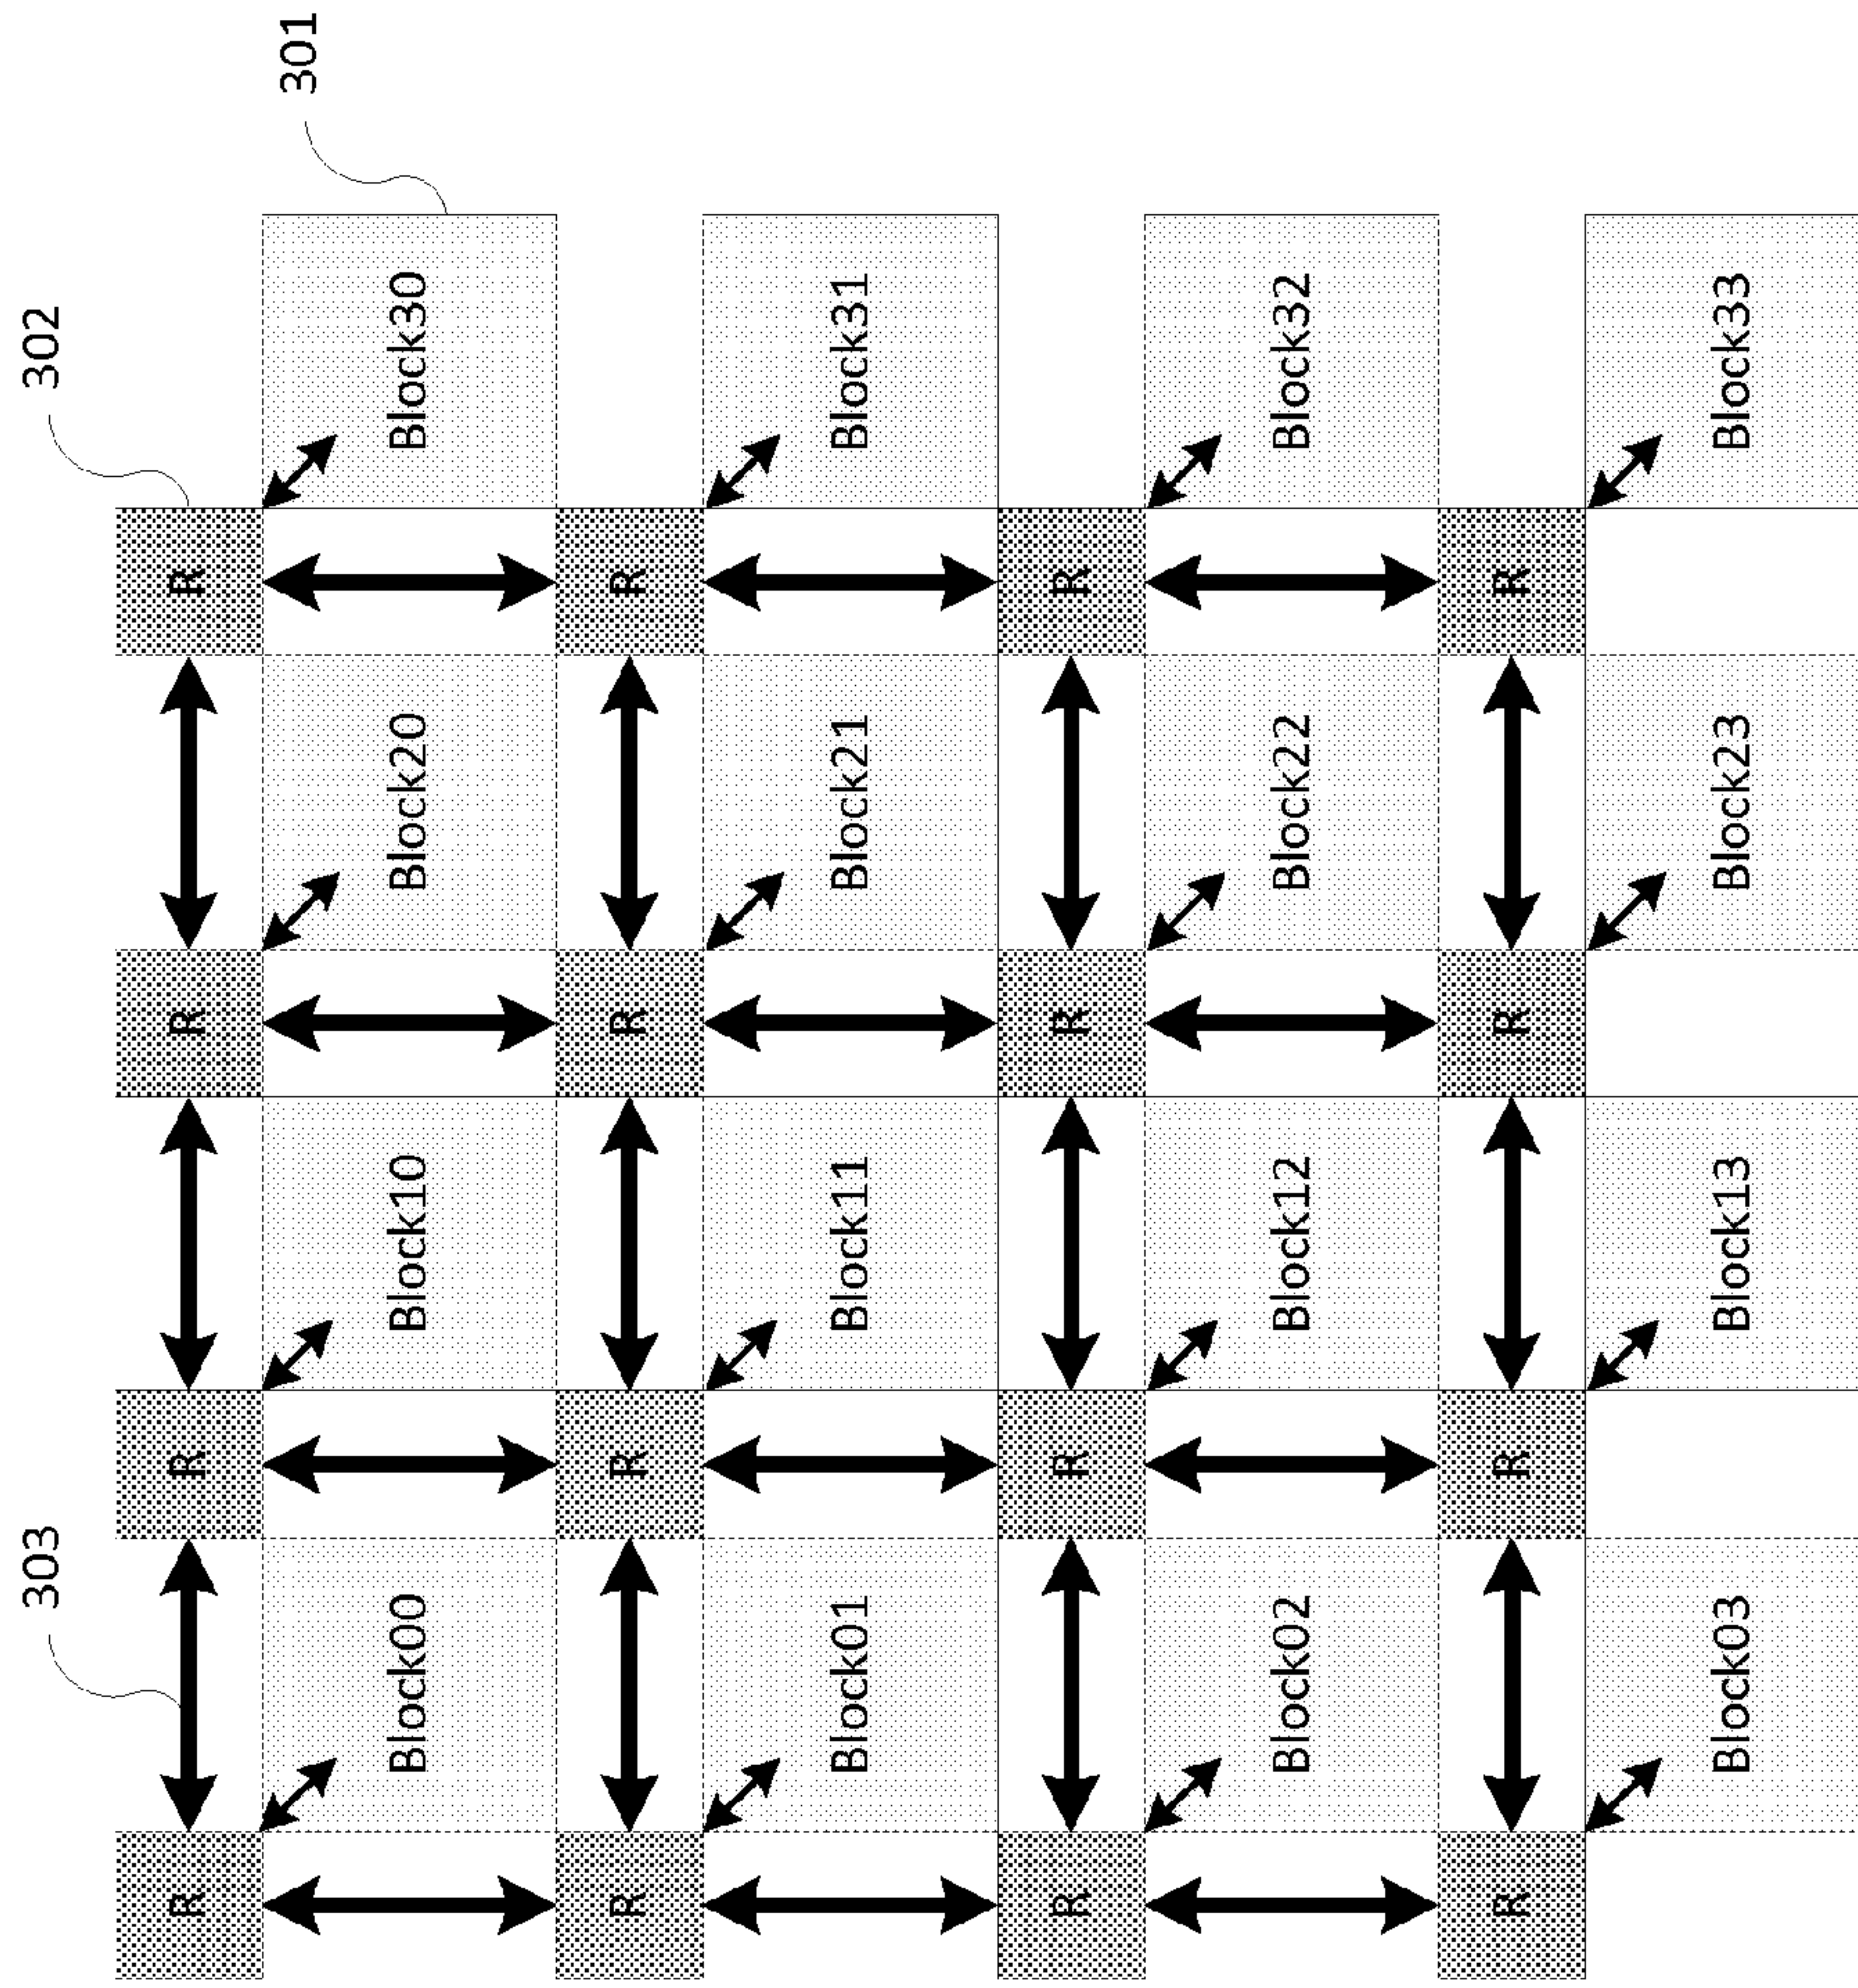 303
302
R R R R
301
Block00 Block10 Block20 Block30
R R R R
Block01 Block11 Block21 Block31
R R R R
Block02 Block12 Block22 Block32
R R R R
Block03 Block13 Block23 Block33